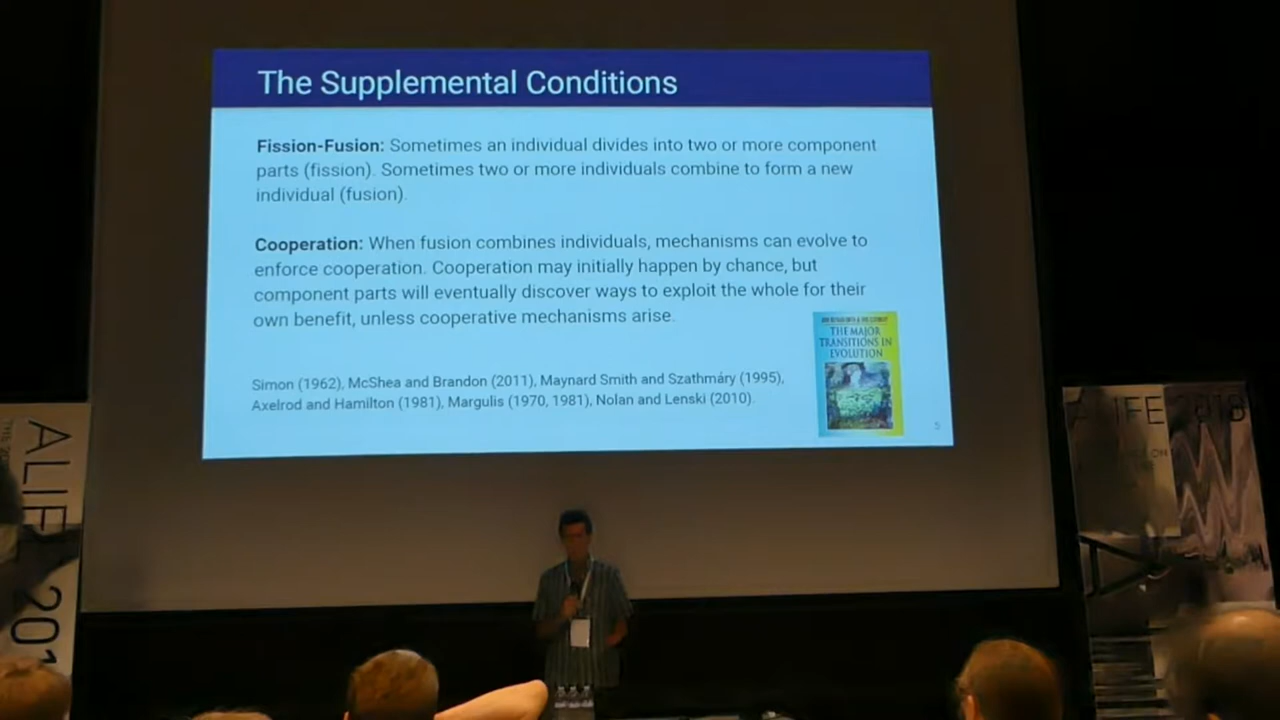 The Supplemental Conditions
Fission-Fusion: Sometimes an individual divides into two or more component
parts (fission). Sometimes two or more individuals combine to form a new
individual (fusion).
Cooperation: When fusion combines individuals, mechanisms can evolve to
enforce cooperation. Cooperation may initially happen by chance, but
component parts will eventually discover ways to exploit the whole for their
own benefit, unless cooperative mechanisms arise.
Simon (1962), McShea and Brandon (2011), Maynard Smith and Szathmáry (1995),
Axelrod and Hamilton (1981), Margulis (1970, 1981), Nolan and Lenski (2010).
THE MAJOR
TRANSITIONS IN
EVOLUTION
5
ALIFE 201
ALIFE 2018